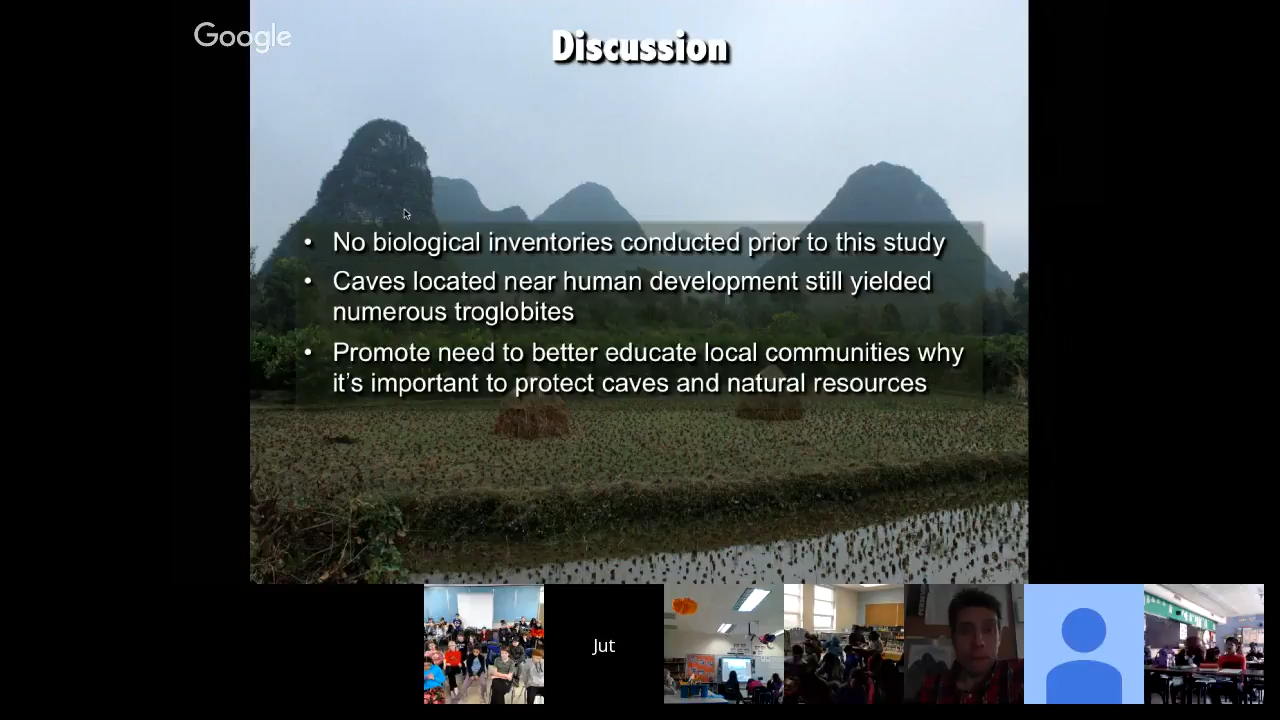 Google
Discussion
• No biological inventories conducted prior to this study
• Caves located near human development still yielded
numerous troglobites
• Promote need to better educate local communities why
it's important to protect caves and natural resources
Jut